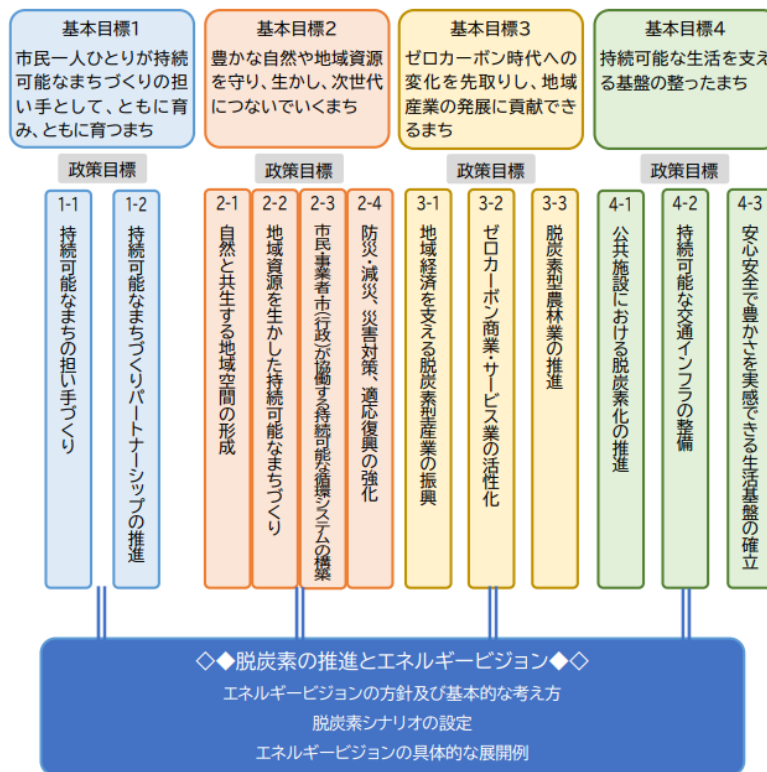 基本目標1
市民一人ひとりが持続
可能なまちづくりの担
い手として、ともに育
み、ともに育つまち
基本目標2
豊かな自然や地域資源
を守り、生かし、次世代
につないでいくまち
基本目標3
ゼロカーボン時代への
変化を先取りし、地域
産業の発展に貢献でき
るまち
基本目標4
持続可能な生活を支え
る基盤の整ったまち
政策目標
政策目標
政策目標
政策目標
1-1
持続可能なまちの担い手づくり
1-2
持続可能なまちづくりパートナーシップの推進
2-1
自然と共生する地域空間の形成
2-2
地域資源を生かした持続可能なまちづくり
2-3
市民・事業者・市(行政)が協働する持続可能な循環システムの構築
2-4
防災・減災、災害対策、適応復興の強化
3-1
地域経済を支える脱炭素型産業の振興
3-2
ゼロカーボン商業・サービス業の活性化
3-3
脱炭素型農林業の推進
4-1
公共施設における脱炭素化の推進
4-2
持続可能な交通インフラの整備
4-3
安心安全で豊かさを実感できる生活基盤の確立
◇◆脱炭素の推進とエネルギービジョン◆◇
エネルギービジョンの方針及び基本的な考え方
脱炭素シナリオの設定
エネルギービジョンの具体的な展開例